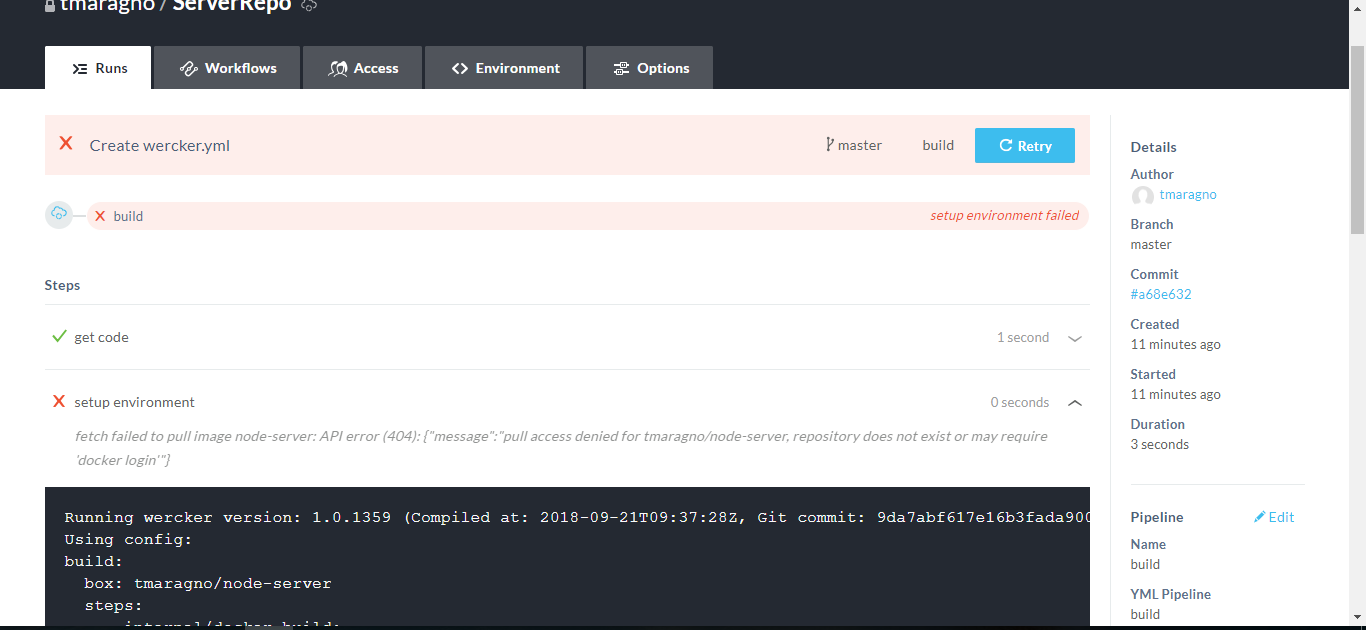 tmaragno / ServerRepo
Runs
Workflows
Access
Environment
Options
Create wercker.yml
master
build
Retry
build
setup environment failed
Steps
get code
1 second
setup environment
0 seconds
fetch failed to pull image node-server: API error (404): {"message":"pull access denied for tmaragno/node-server, repository does not exist or may require
'docker login'"}
Running wercker version: 1.0.1359 (Compiled at: 2018-09-21T09:37:28Z, Git commit: 9da7abf617e16b3fada900
Using config:
build:
box: tmaragno/node-server
steps:
internal/docker-build:
Details
Author
tmaragno
Branch
master
Commit
#a68e632
Created
11 minutes ago
Started
11 minutes ago
Duration
3 seconds
Pipeline
Edit
Name
build
YML Pipeline
build